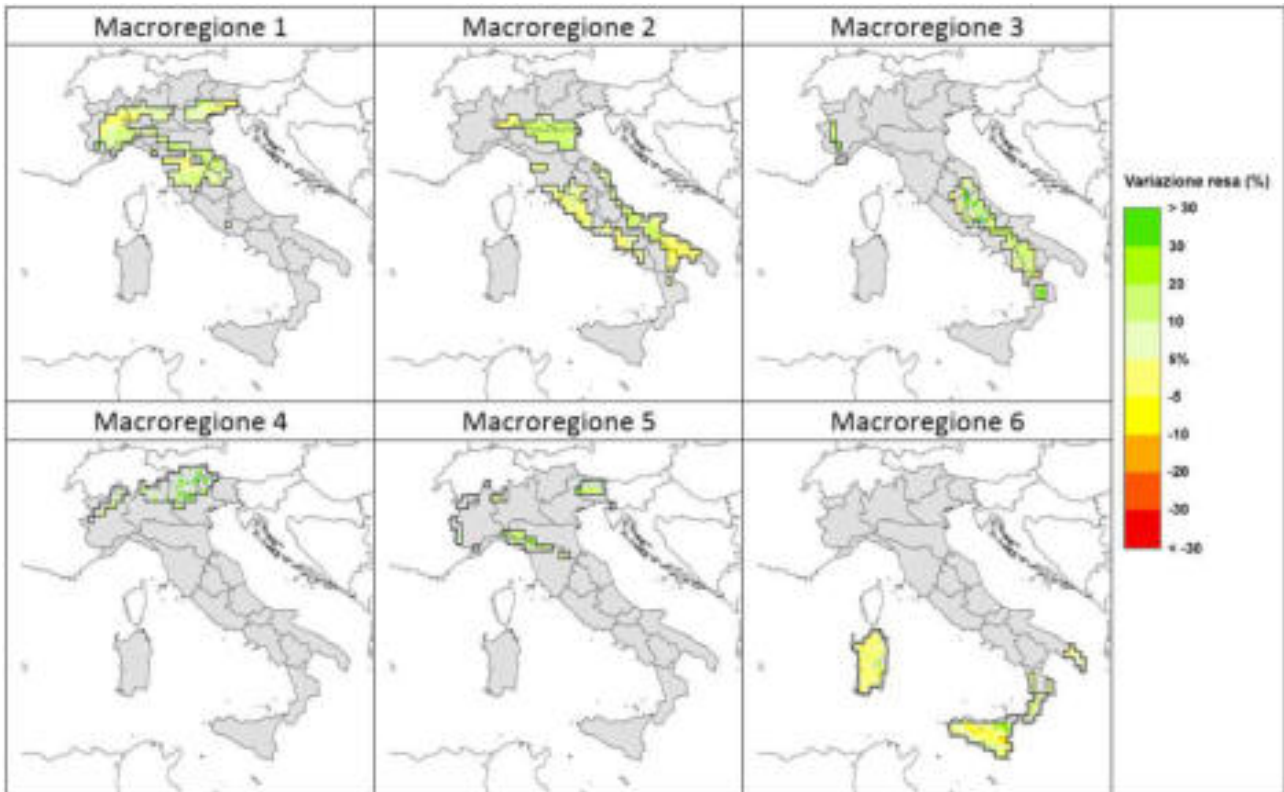 Macroregione 1
Macroregione 2
Macroregione 3
Macroregione 4
Macroregione 5
Macroregione 6
Variazione resa (%)
> 30
30
20
10
5%
-5
-10
-20
-30
< -30